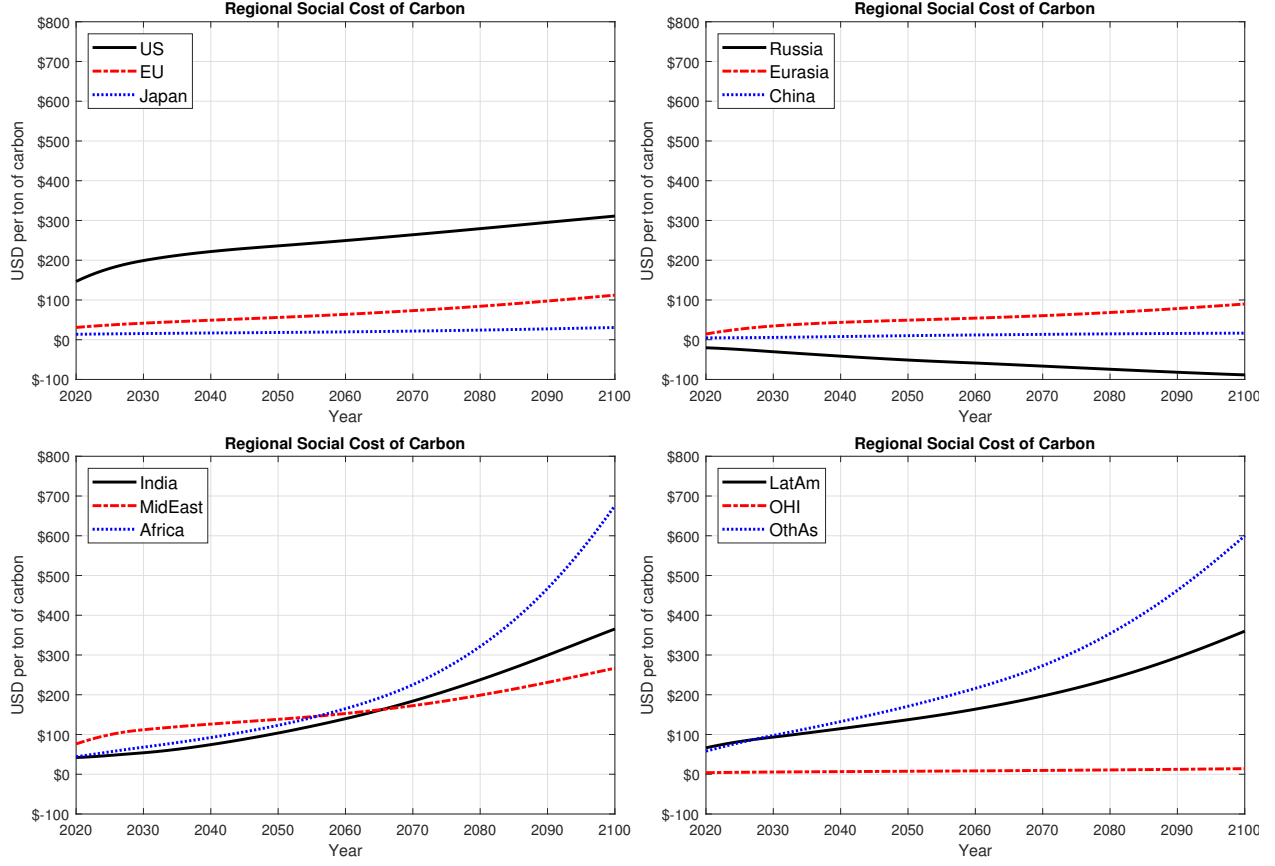 Regional Social Cost of Carbon
$800
$700
$600
$500
$400
$300
$200
$100
$0
$-100
USD per ton of carbon
US
EU
Japan
2020 2030 2040 2050 2060 2070 2080 2090 2100
Year
Regional Social Cost of Carbon
$800
$700
$600
$500
$400
$300
$200
$100
$0
$-100
USD per ton of carbon
Russia
Eurasia
China
2020 2030 2040 2050 2060 2070 2080 2090 2100
Year
Regional Social Cost of Carbon
$800
$700
$600
$500
$400
$300
$200
$100
$0
$-100
USD per ton of carbon
India
MidEast
Africa
2020 2030 2040 2050 2060 2070 2080 2090 2100
Year
Regional Social Cost of Carbon
$800
$700
$600
$500
$400
$300
$200
$100
$0
$-100
USD per ton of carbon
LatAm
OHI
OthAs
2020 2030 2040 2050 2060 2070 2080 2090 2100
Year